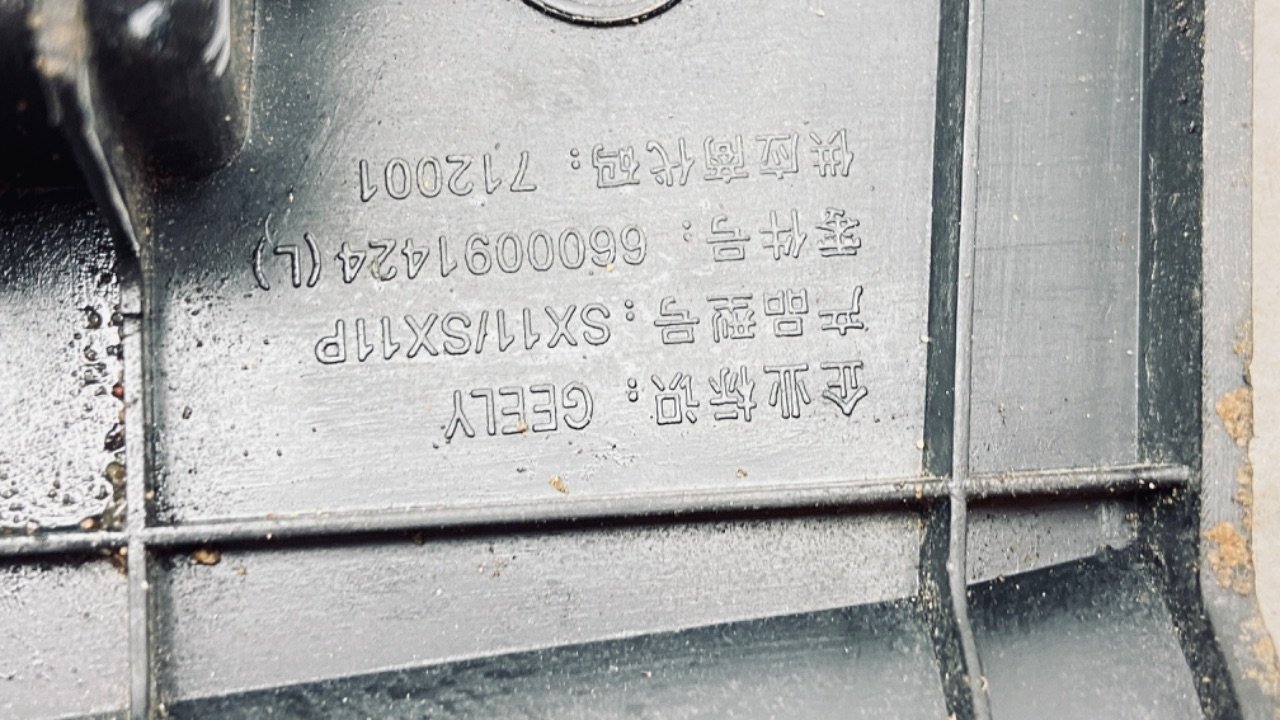 企业标识：GEELY
产品型号：SX11/SX11P
零件号：6600091424(L)
供应商代码：712001